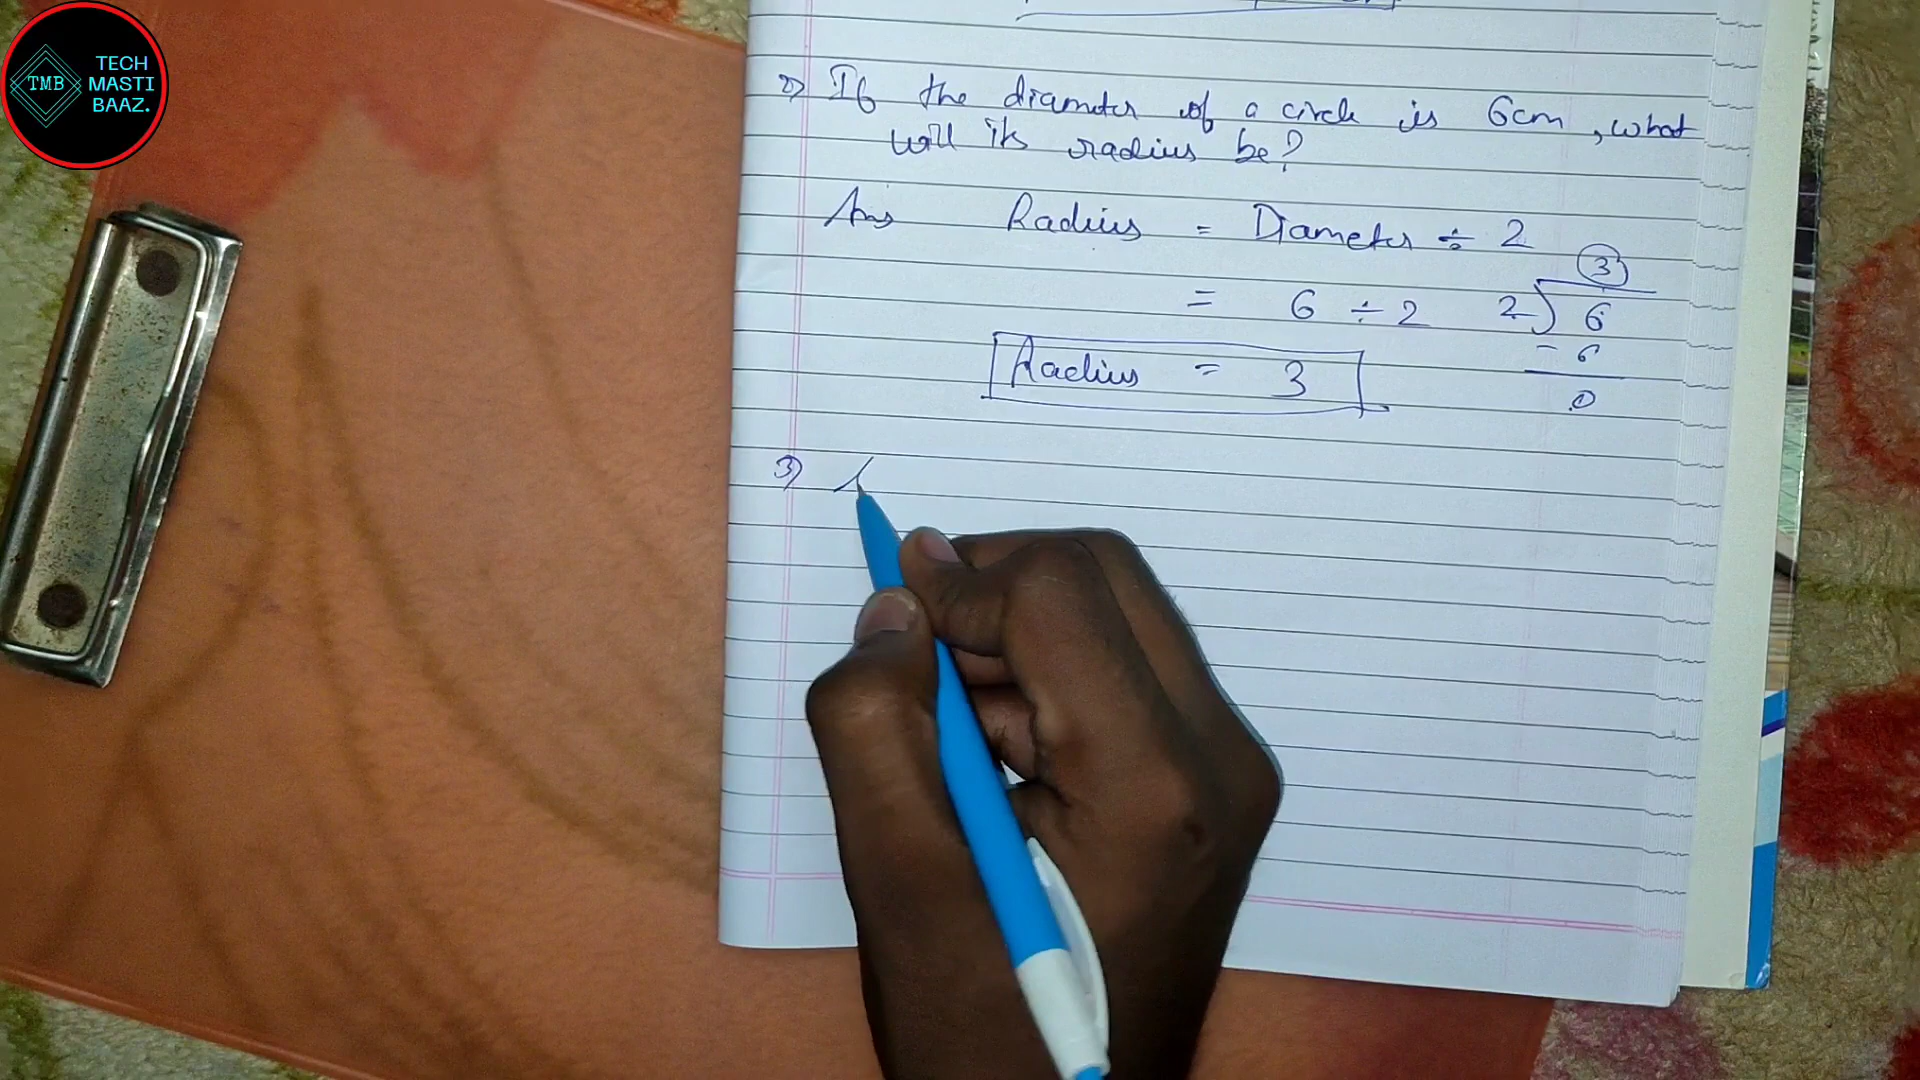 TMB
TECH
MASTI
BAAZ.
2) If the diameter of a circle is 6cm, what
will its radius be?
Ans Radius = Diameter ÷ 2
3
= 6 ÷ 2 2) 6
- 6
Radius = 3
0
3)